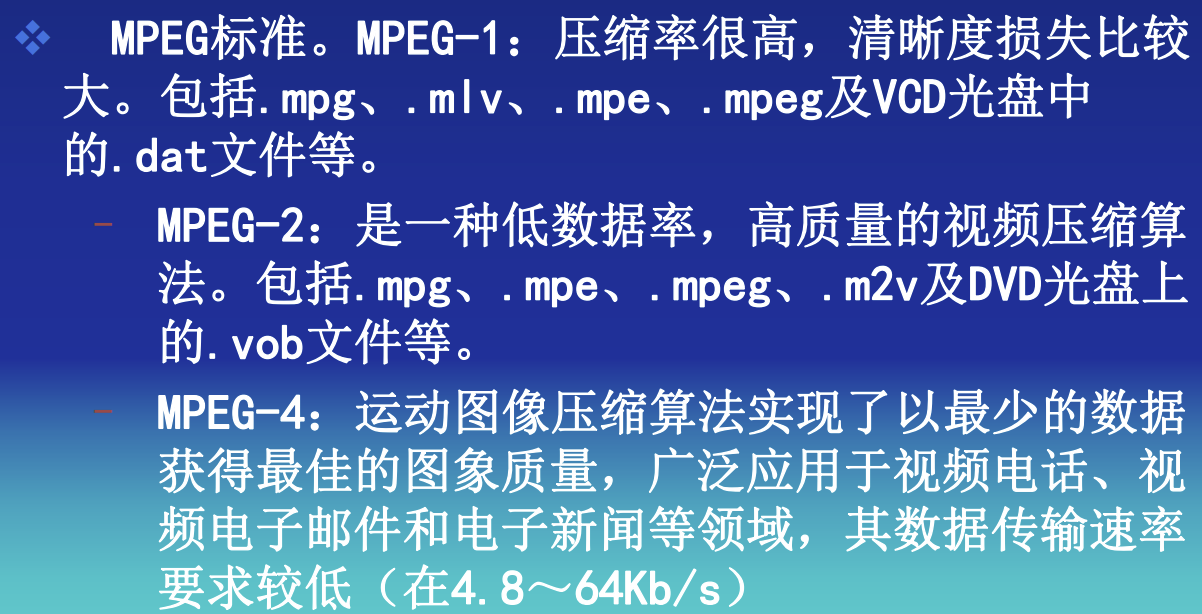 MPEG标准。MPEG-1：压缩率很高，清晰度损失比较
大。包括.mpg、.mlv、.mpe、.mpeg及VCD光盘中
的.dat文件等。
– MPEG-2：是一种低数据率，高质量的视频压缩算
法。包括.mpg、.mpe、.mpeg、.m2v及DVD光盘上
的.vob文件等。
– MPEG-4：运动图像压缩算法实现了以最少的数据
获得最佳的图象质量，广泛应用于视频电话、视
频电子邮件和电子新闻等领域，其数据传输速率
要求较低（在4.8～64Kb/s）